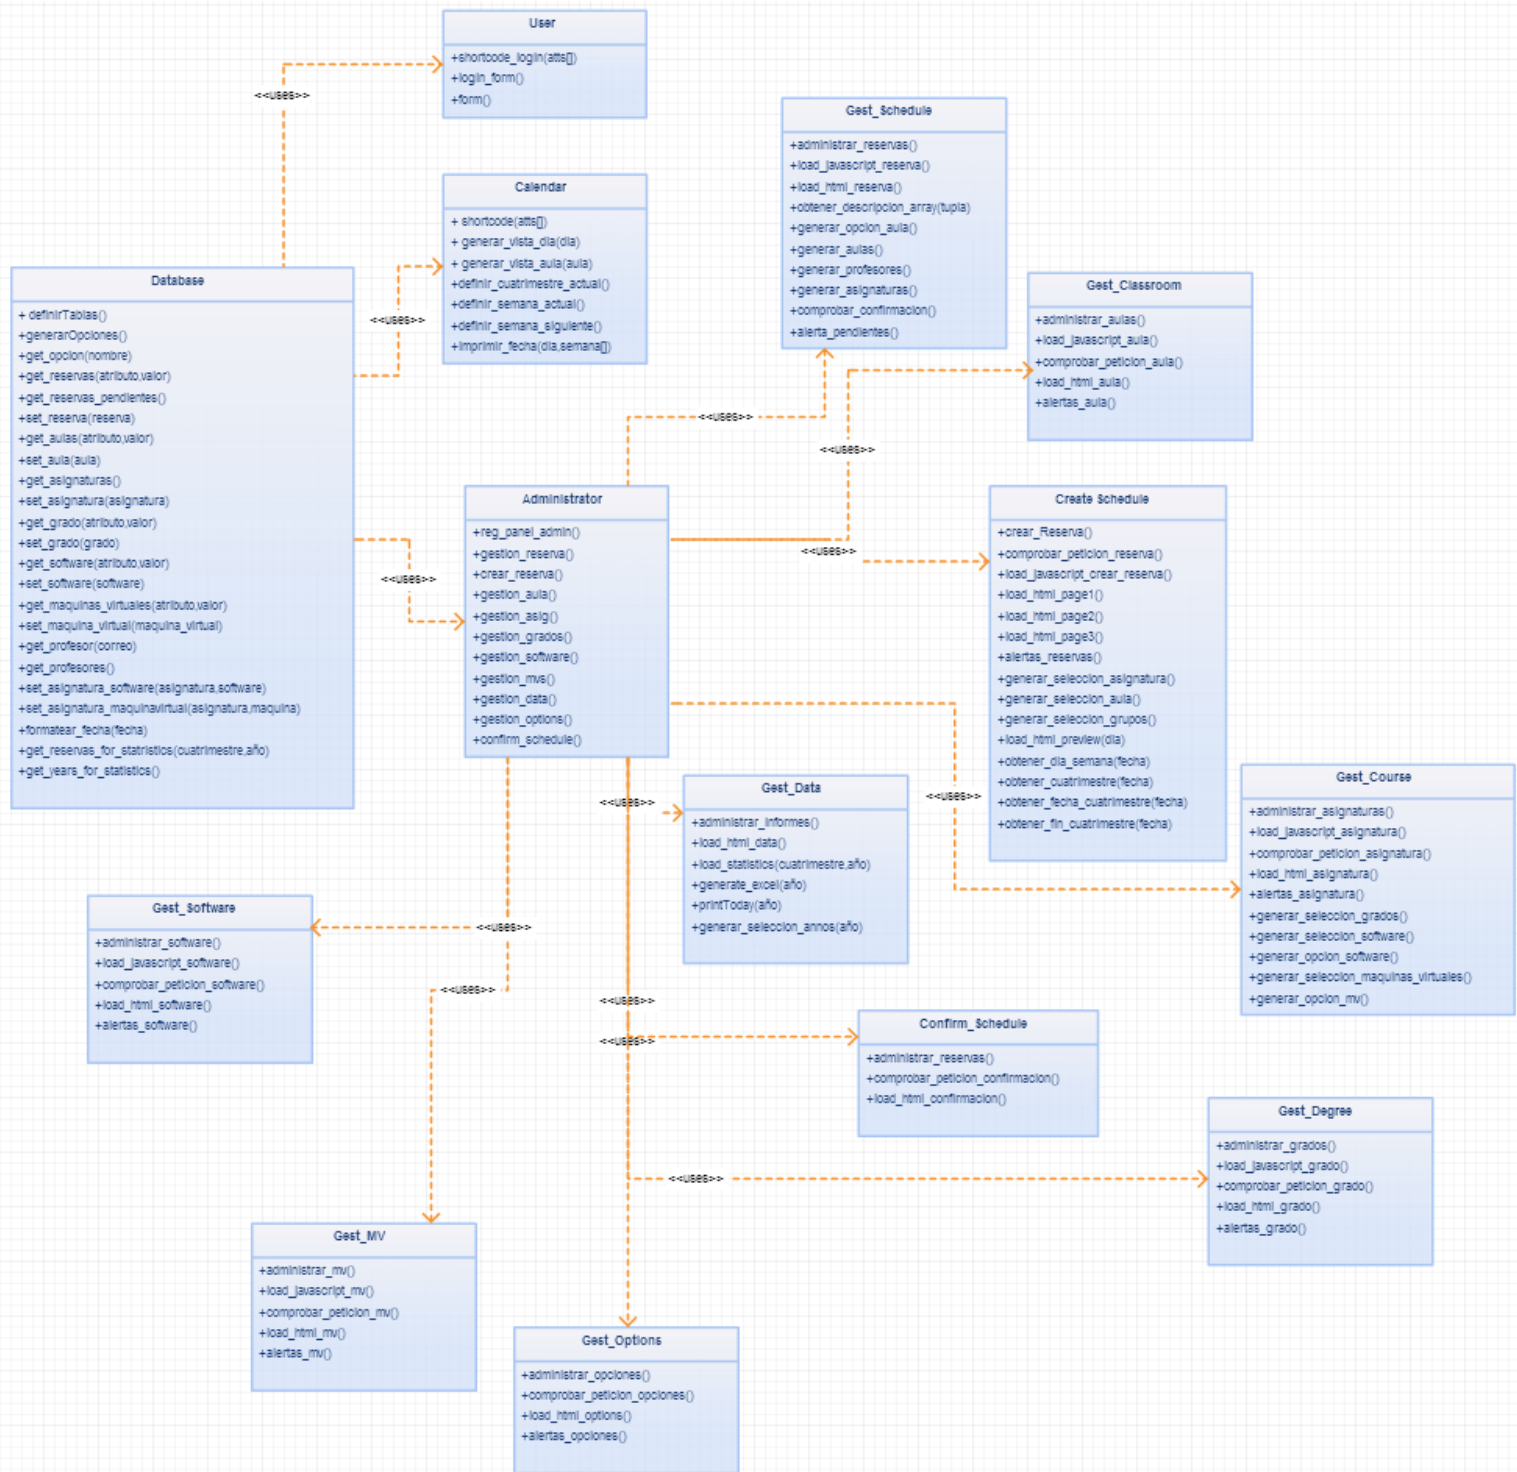 User
+shortcode_login(atts[])
+login_form()
+form()
<<uses>>
Gest_Schedule
+administrar_reservas()
+load_javascript_reserva()
+load_html_reserva()
+obtener_descripcion_array(tupla)
+generar_opcion_aula()
+generar_aulas()
+generar_profesores()
+generar_asignaturas()
+comprobar_confirmacion()
+alerta_pendientes()
Calendar
+ shortcode(atts[])
+ generar_vista_dia(dia)
+ generar_vista_aula(aula)
+definir_cuatrimestre_actual()
+definir_semana_actual()
+definir_semana_siguiente()
+imprimir_fecha(dia,semana[])
<<uses>>
Database
+ definirTablas()
+generarOpciones()
+get_opcion(nombre)
+get_reservas(atributo,valor)
+get_reservas_pendientes()
+set_reserva(reserva)
+get_aulas(atributo,valor)
+set_aula(aula)
+get_asignaturas()
+set_asignatura(asignatura)
+get_grado(atributo,valor)
+set_grado(grado)
+get_software(atributo,valor)
+set_software(software)
+get_maquinas_virtuales(atributo,valor)
+set_maquina_virtual(maquina_virtual)
+get_profesor(correo)
+get_profesores()
+set_asignatura_software(asignatura,software)
+set_asignatura_maquinavirtual(asignatura,maquina)
+formatear_fecha(fecha)
+get_reservas_for_statristics(cuatrimestre,año)
+get_years_for_statistics()
Gest_Classroom
+administrar_aulas()
+load_javascript_aula()
+comprobar_peticion_aula()
+load_html_aula()
+alertas_aula()
<<uses>>
<<uses>>
<<uses>>
<<uses>>
Administrator
+reg_panel_admin()
+gestion_reserva()
+crear_reserva()
+gestion_aula()
+gestion_asig()
+gestion_grados()
+gestion_software()
+gestion_mvs()
+gestion_data()
+gestion_options()
+confirm_schedule()
Create Schedule
+crear_Reserva()
+comprobar_peticion_reserva()
+load_javascript_crear_reserva()
+load_html_page1()
+load_html_page2()
+load_html_page3()
+alertas_reservas()
+generar_seleccion_asignatura()
+generar_seleccion_aula()
+generar_seleccion_grupos()
+load_html_preview(dia)
+obtener_dia_semana(fecha)
+obtener_cuatrimestre(fecha)
+obtener_fecha_cuatrimestre(fecha)
+obtener_fin_cuatrimestre(fecha)
<<uses>>
<<uses>>
Gest_Data
+administrar_informes()
+load_html_data()
+load_statistics(cuatrimestre,año)
+generate_excel(año)
+printToday(año)
+generar_seleccion_annos(año)
Gest_Course
+administrar_asignaturas()
+load_javascript_asignatura()
+comprobar_peticion_asignatura()
+load_html_asignatura()
+alertas_asignatura()
+generar_seleccion_grados()
+generar_seleccion_software()
+generar_opcion_software()
+generar_seleccion_maquinas_virtuales()
+generar_opcion_mv()
Gest_Software
+administrar_software()
+load_javascript_software()
+comprobar_peticion_software()
+load_html_software()
+alertas_software()
<<uses>>
<<uses>>
<<uses>>
<<uses>>
Confirm_Schedule
+administrar_reservas()
+comprobar_peticion_confirmacion()
+load_html_confirmacion()
<<uses>>
Gest_Degree
+administrar_grados()
+load_javascript_grado()
+comprobar_peticion_grado()
+load_html_grado()
+alertas_grado()
Gest_MV
+administrar_mv()
+load_javascript_mv()
+comprobar_peticion_mv()
+load_html_mv()
+alertas_mv()
Gest_Options
+administrar_opciones()
+comprobar_peticion_opciones()
+load_html_options()
+alertas_opciones()